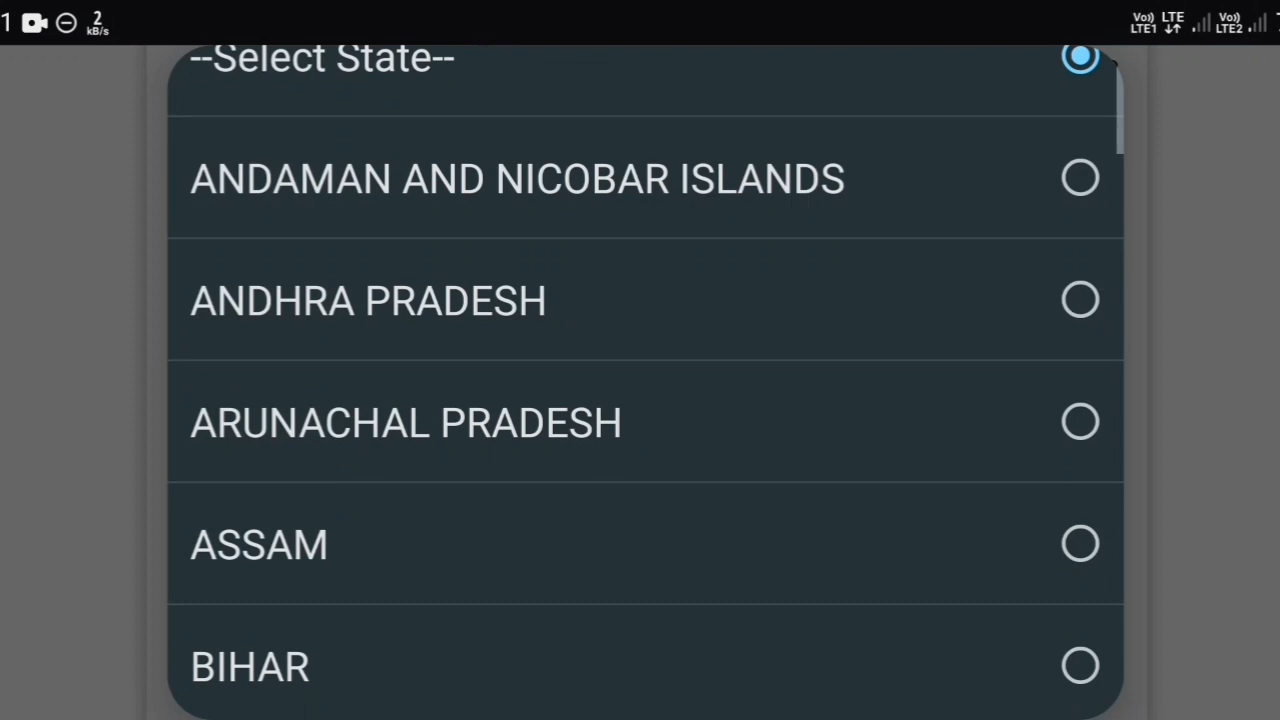 1 2
kB/s
Vo) LTE Vo)
LTE1 LTE2
--Select State--
ANDAMAN AND NICOBAR ISLANDS
ANDHRA PRADESH
ARUNACHAL PRADESH
ASSAM
BIHAR